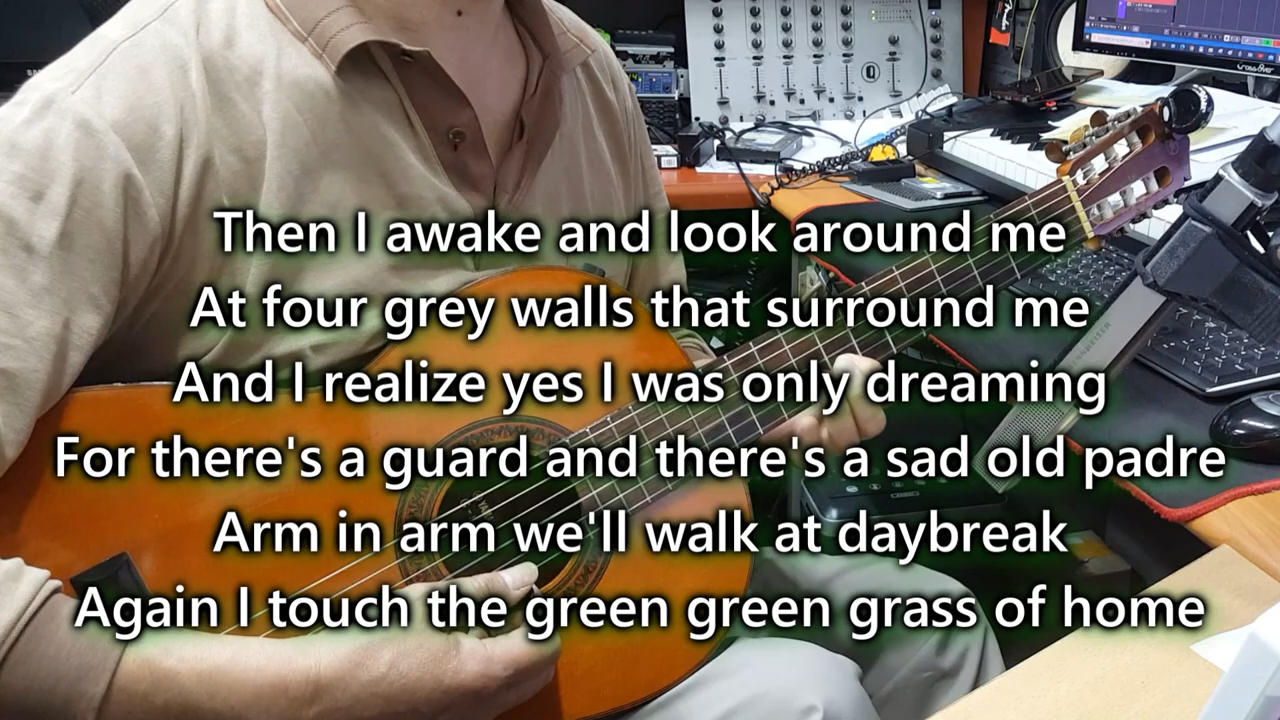 Then I awake and look around me
At four grey walls that surround me
And I realize yes I was only dreaming
For there's a guard and there's a sad old padre
Arm in arm we'll walk at daybreak
Again I touch the green green grass of home
CrossOver